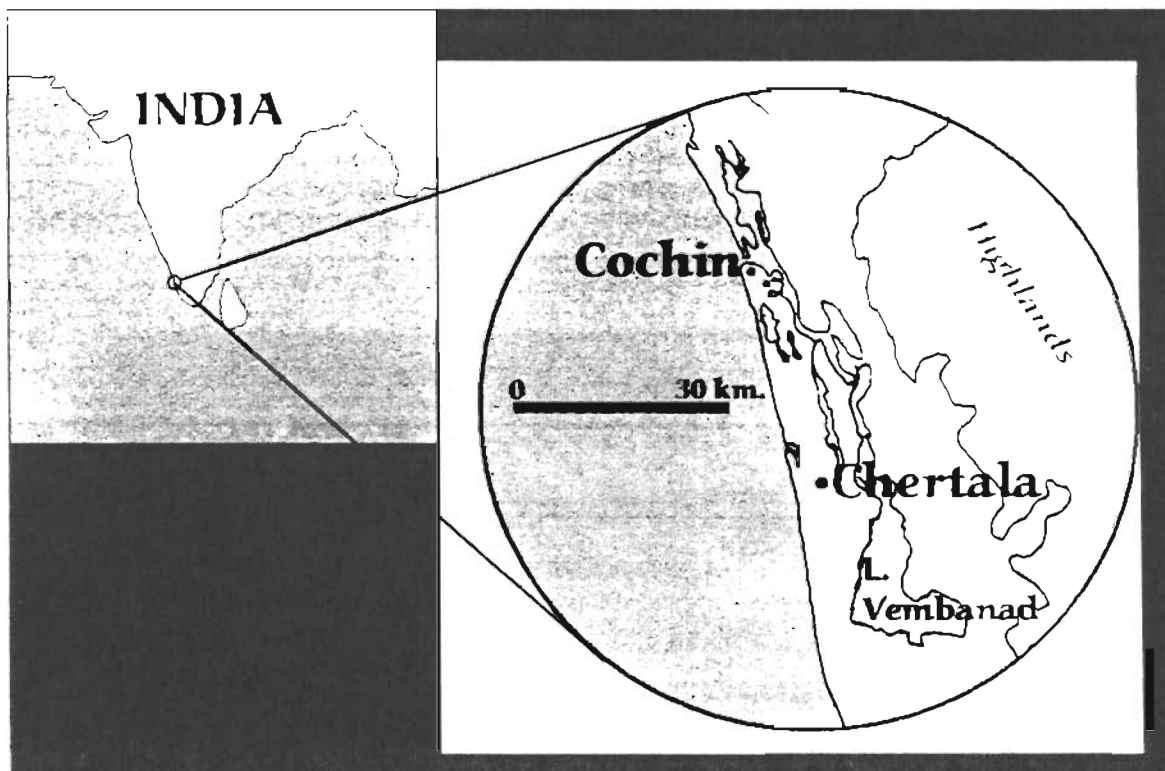 INDIA
Highlands
Cochin.
0 30 km.
Chertala
L.
Vembanad